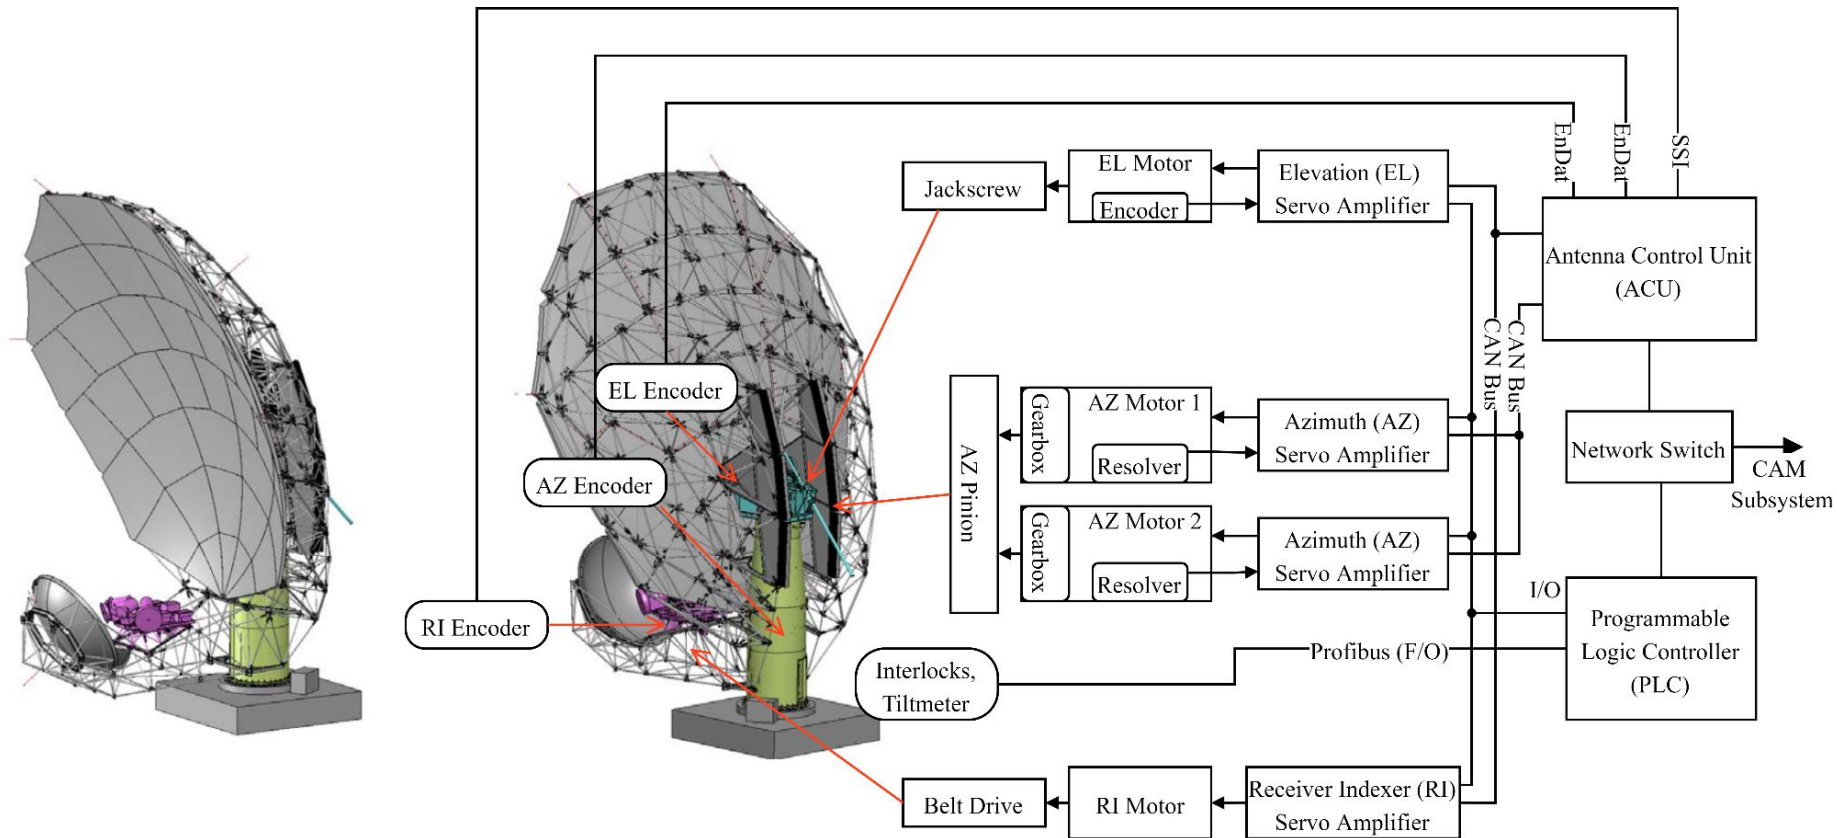 EnDat
EnDat
SSI
Jackscrew
EL Motor
Encoder
Elevation (EL)
Servo Amplifier
Antenna Control Unit
(ACU)
CAN Bus
CAN Bus
EL Encoder
AZ Encoder
AZ Pinion
Gearbox
AZ Motor 1
Resolver
Azimuth (AZ)
Servo Amplifier
Network Switch
CAM
Subsystem
Gearbox
AZ Motor 2
Resolver
Azimuth (AZ)
Servo Amplifier
I/O
RI Encoder
Programmable
Logic Controller
(PLC)
Profibus (F/O)
Interlocks,
Tiltmeter
Belt Drive
RI Motor
Receiver Indexer (RI)
Servo Amplifier